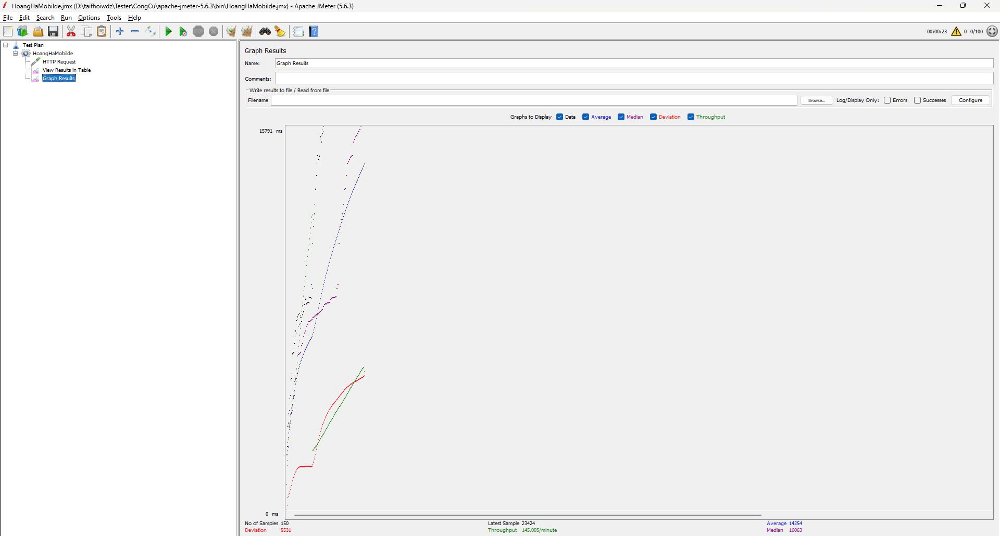 HoangHaMobilde.jmx (D:\taifhoiwdz\Tester\CongCu\apache-jmeter-5.6.3\bin\HoangHaMobilde.jmx) - Apache JMeter (5.6.3)
File Edit Search Run Options Tools Help
STOP
00:00:23 0 0/100
Test Plan
HoangHaMobilde
HTTP Request
View Results in Table
Graph Results
Graph Results
Name: Graph Results
Comments:
Write results to file / Read from file
Filename Browse... Log/Display Only: Errors Successes Configure
Graphs to Display Data Average Median Deviation Throughput
15791 ms
0 ms
No of Samples 150 Latest Sample 23424 Average 14254
Deviation 5531 Throughput 145.005/minute Median 16063